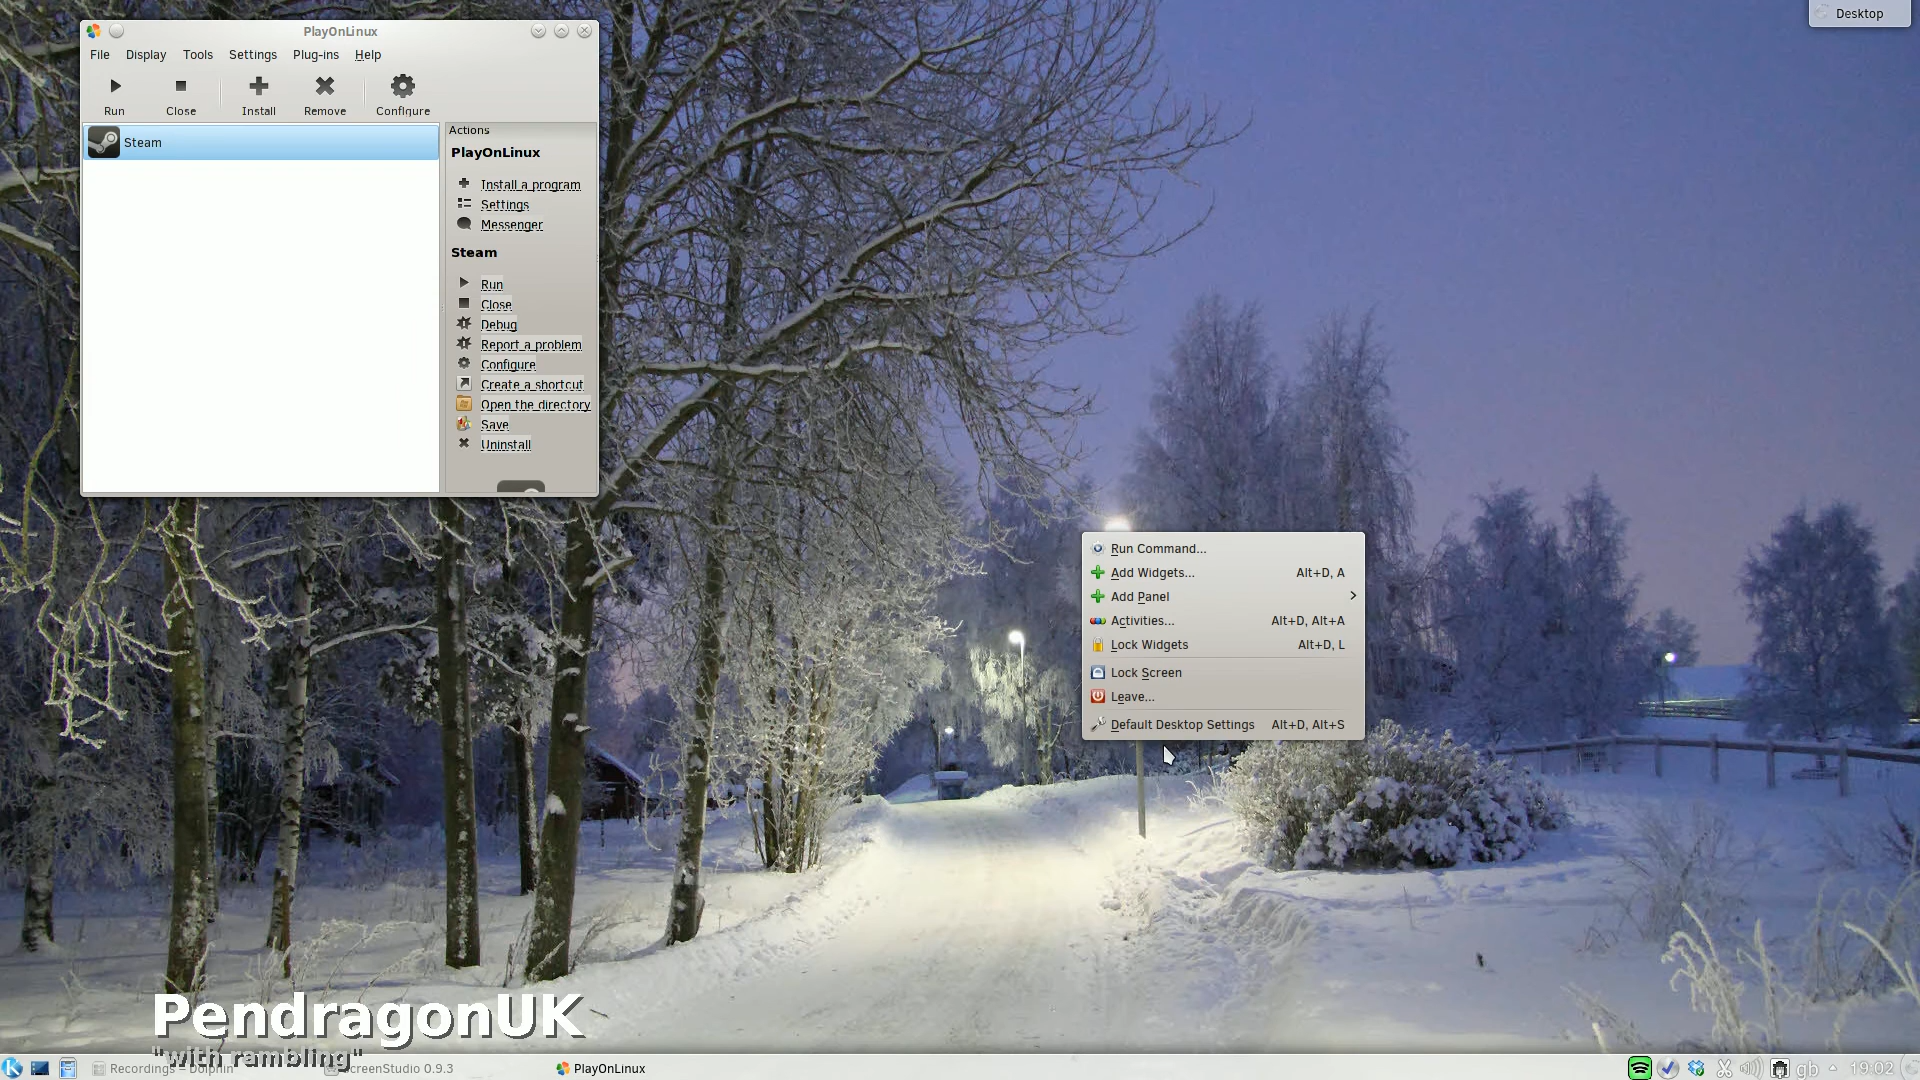 PlayOnLinux
File Display Tools Settings Plug-ins Help
Run Close Install Remove Configure
Steam
Actions
PlayOnLinux
Install a program
Settings
Messenger
Steam
Run
Close
Debug
Report a problem
Configure
Create a shortcut
Open the directory
Save
Uninstall
Desktop
Run Command...
Add Widgets... Alt+D, A
Add Panel
Activities... Alt+D, Alt+A
Lock Widgets Alt+D, L
Lock Screen
Leave...
Default Desktop Settings Alt+D, Alt+S
PendragonUK
"with rambling"
Recordings – Dolphin ScreenStudio 0.9.3 PlayOnLinux gb 19:02